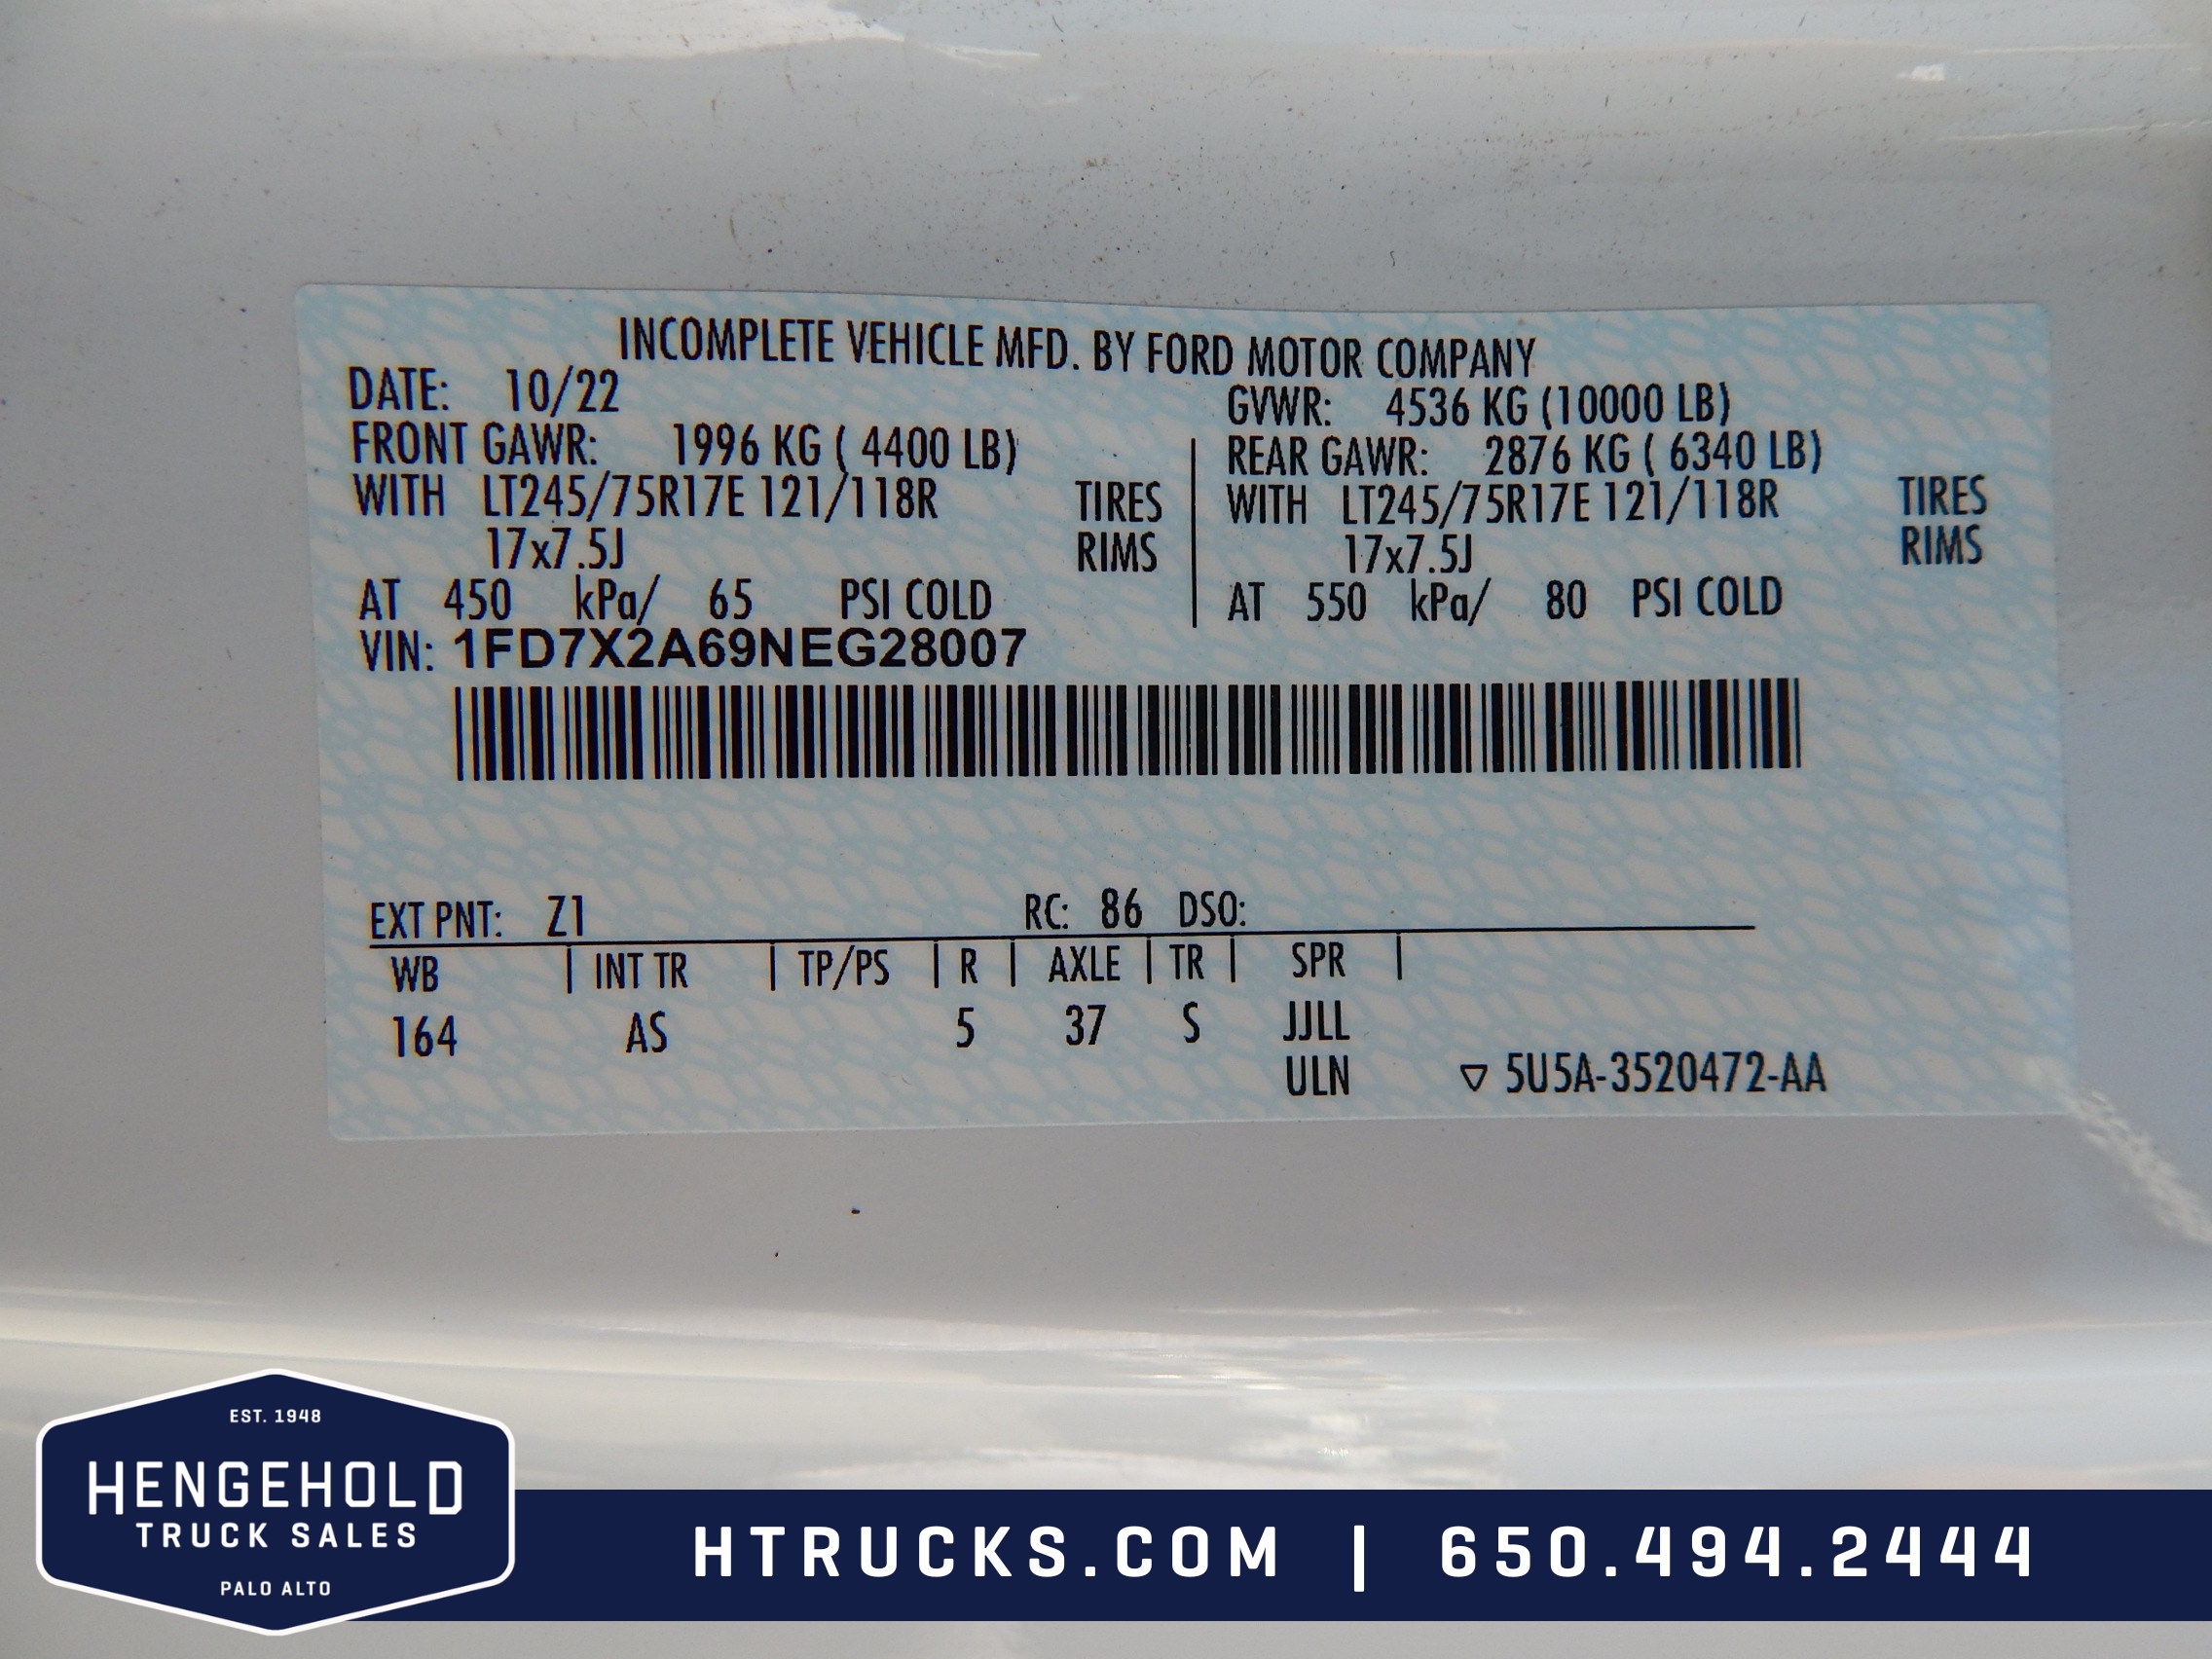 INCOMPLETE VEHICLE MFD. BY FORD MOTOR COMPANY
DATE: 10/22 GVWR: 4536 KG (10000 LB)
FRONT GAWR: 1996 KG ( 4400 LB) REAR GAWR: 2876 KG ( 6340 LB)
WITH LT245/75R17E 121/118R TIRES WITH LT245/75R17E 121/118R TIRES
17x7.5J RIMS 17x7.5J RIMS
AT 450 kPa/ 65 PSI COLD AT 550 kPa/ 80 PSI COLD
VIN: 1FD7X2A69NEG28007
EXT PNT: Z1 RC: 86 DSO:
WB | INT TR | TP/PS | R | AXLE | TR | SPR |
164 AS 5 37 S JJLL
ULN ▽ 5U5A-3520472-AA
EST. 1948
HENGEHOLD
TRUCK SALES
PALO ALTO
HTRUCKS.COM | 650.494.2444